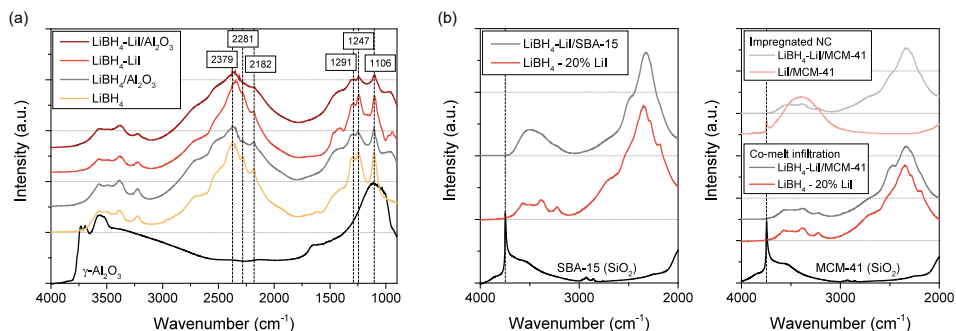 (a)
LiBH₄-LiI/Al₂O₃
LiBH₄-LiI
LiBH₄/Al₂O₃
LiBH₄
2281
2379
2182
1247
1291
1106
γ-Al₂O₃
Intensity (a.u.)
4000
3000
2000
1000
Wavenumber (cm⁻¹)
(b)
LiBH₄-LiI/SBA-15
LiBH₄ - 20% LiI
SBA-15 (SiO₂)
Intensity (a.u.)
4000
3000
2000
Wavenumber (cm⁻¹)
Impregnated NC
LiBH₄-LiI/MCM-41
LiI/MCM-41
Co-melt infiltration
LiBH₄-LiI/MCM-41
LiBH₄ - 20% LiI
MCM-41 (SiO₂)
Intensity (a.u.)
4000
3000
2000
Wavenumber (cm⁻¹)